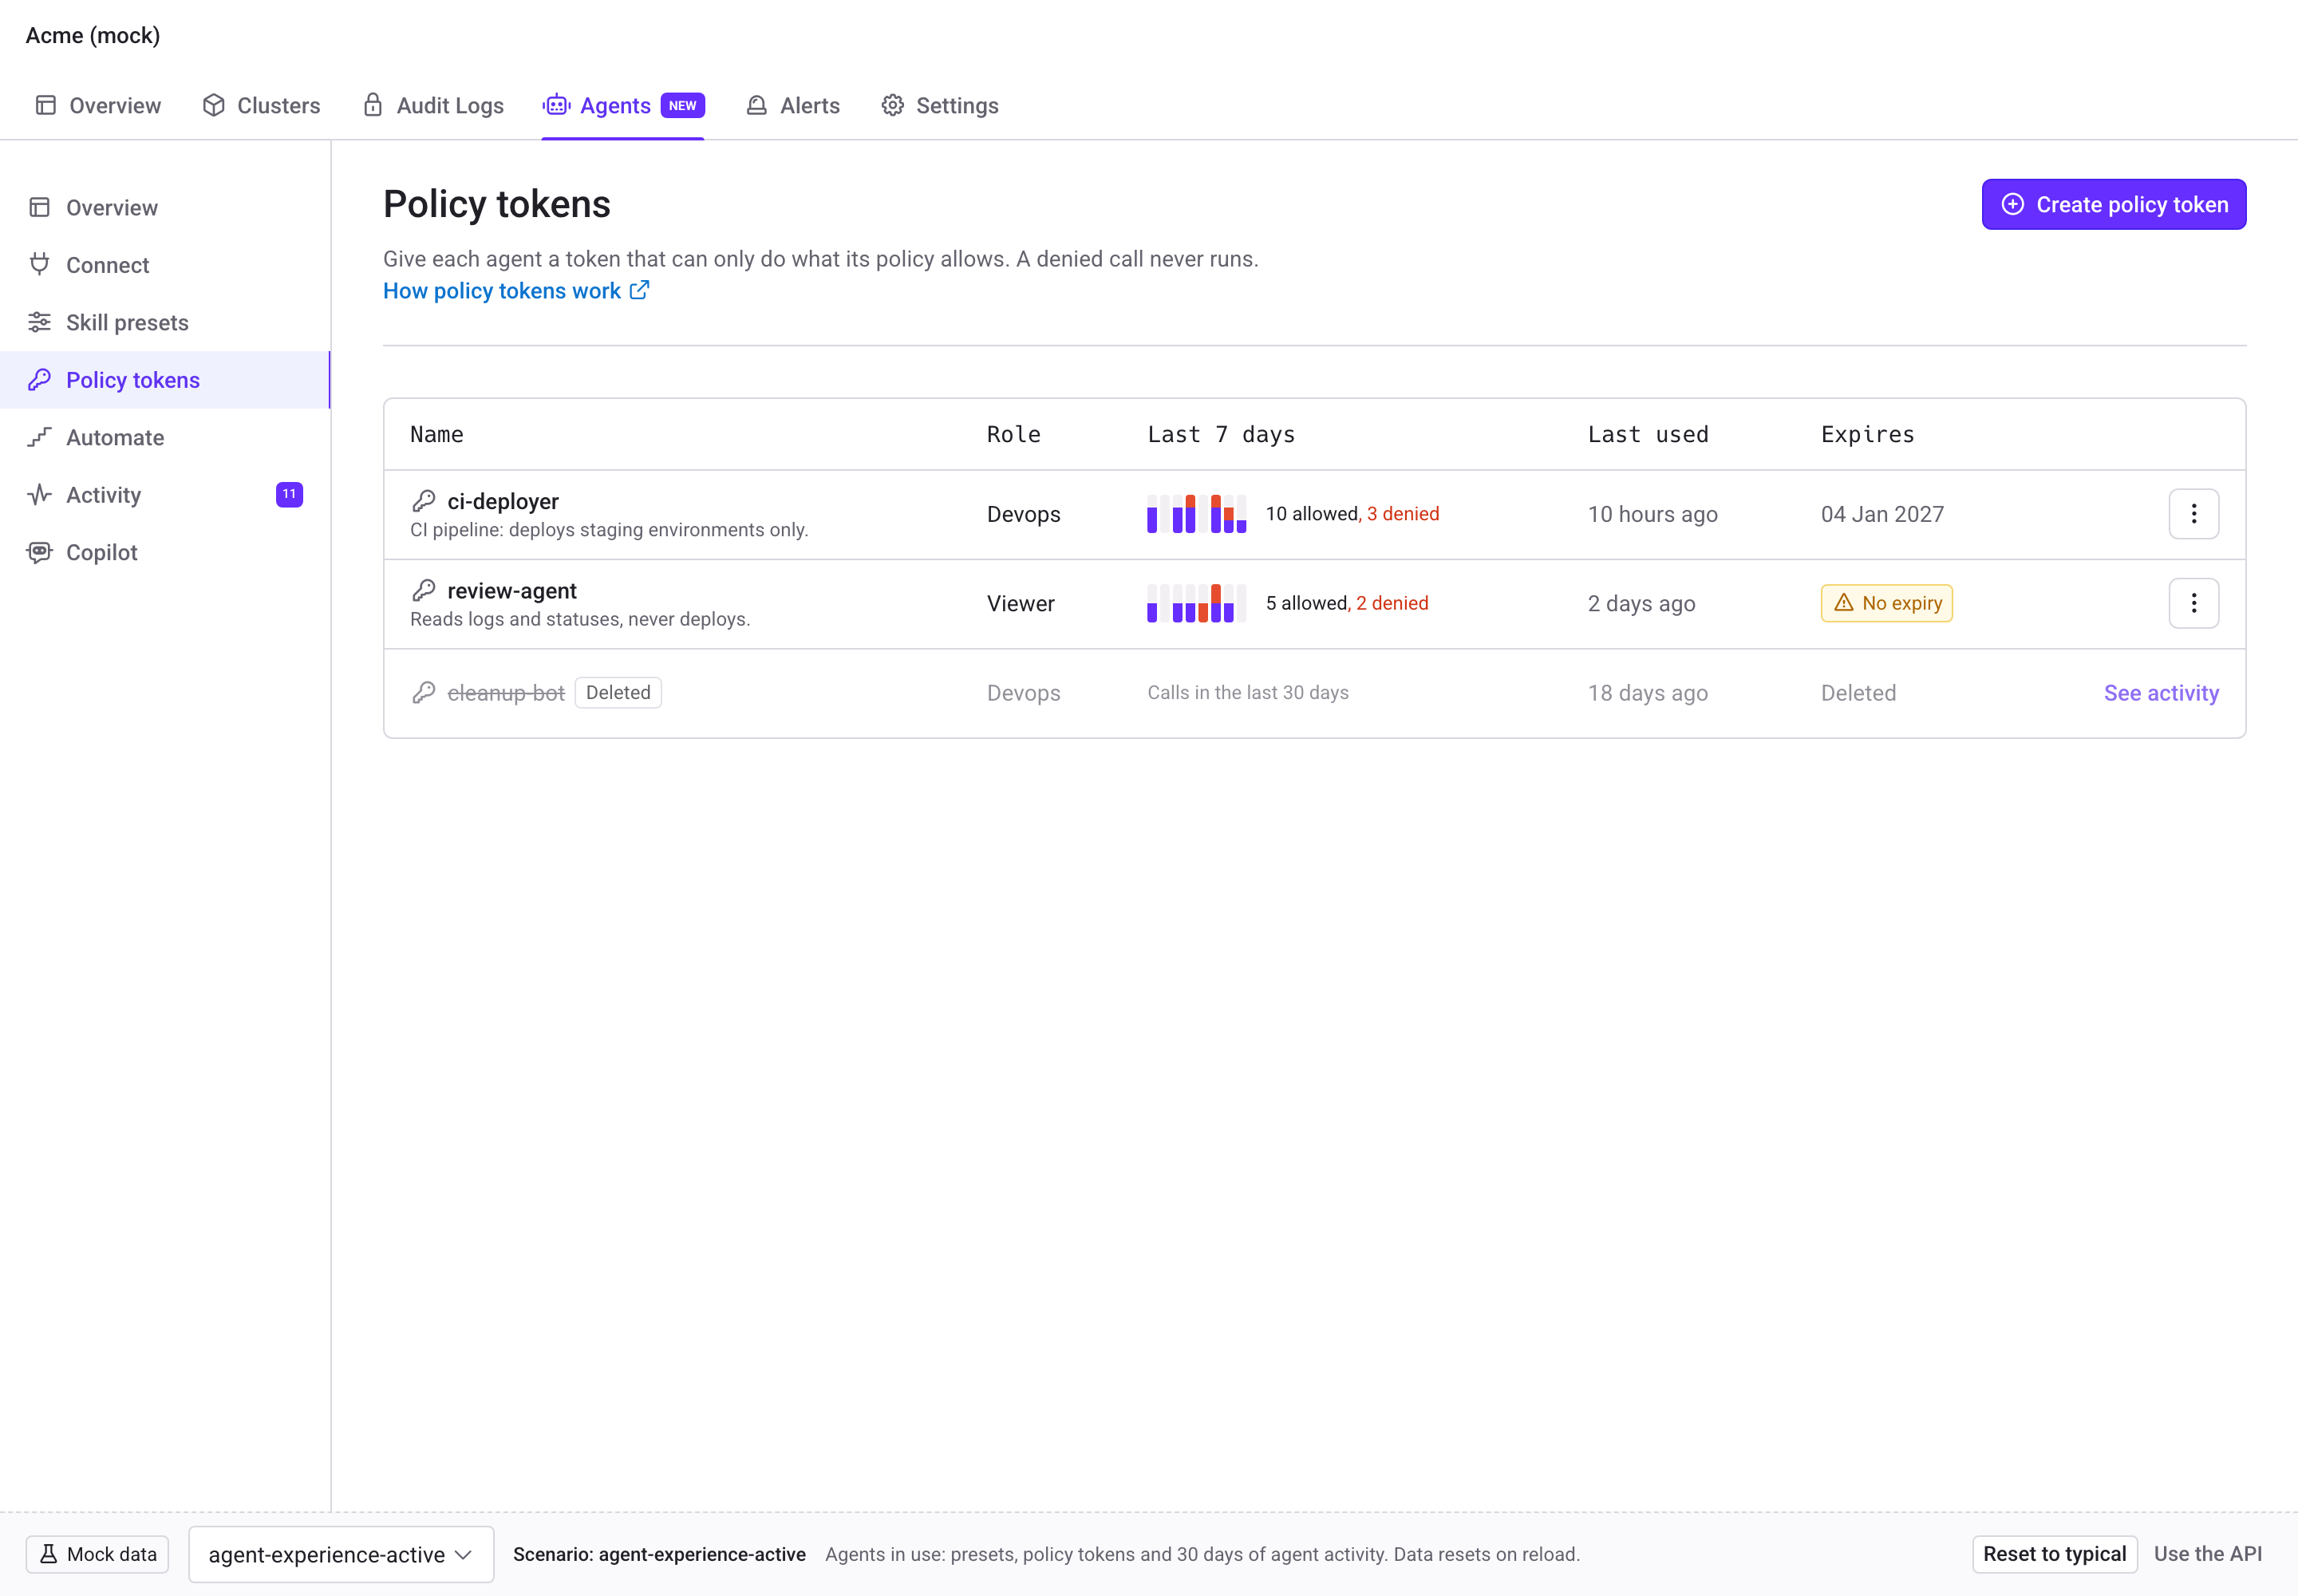 Acme (mock)
Overview
Clusters
Audit Logs
Agents NEW
Alerts
Settings
Overview
Connect
Skill presets
Policy tokens
Automate
Activity 11
Copilot
Policy tokens
Create policy token
Give each agent a token that can only do what its policy allows. A denied call never runs.
How policy tokens work
Name Role Last 7 days Last used Expires
ci-deployer
CI pipeline: deploys staging environments only.
Devops 10 allowed, 3 denied 10 hours ago 04 Jan 2027
review-agent
Reads logs and statuses, never deploys.
Viewer 5 allowed, 2 denied 2 days ago No expiry
cleanup-bot Deleted Devops Calls in the last 30 days 18 days ago Deleted See activity
Mock data agent-experience-active Scenario: agent-experience-active Agents in use: presets, policy tokens and 30 days of agent activity. Data resets on reload. Reset to typical Use the API